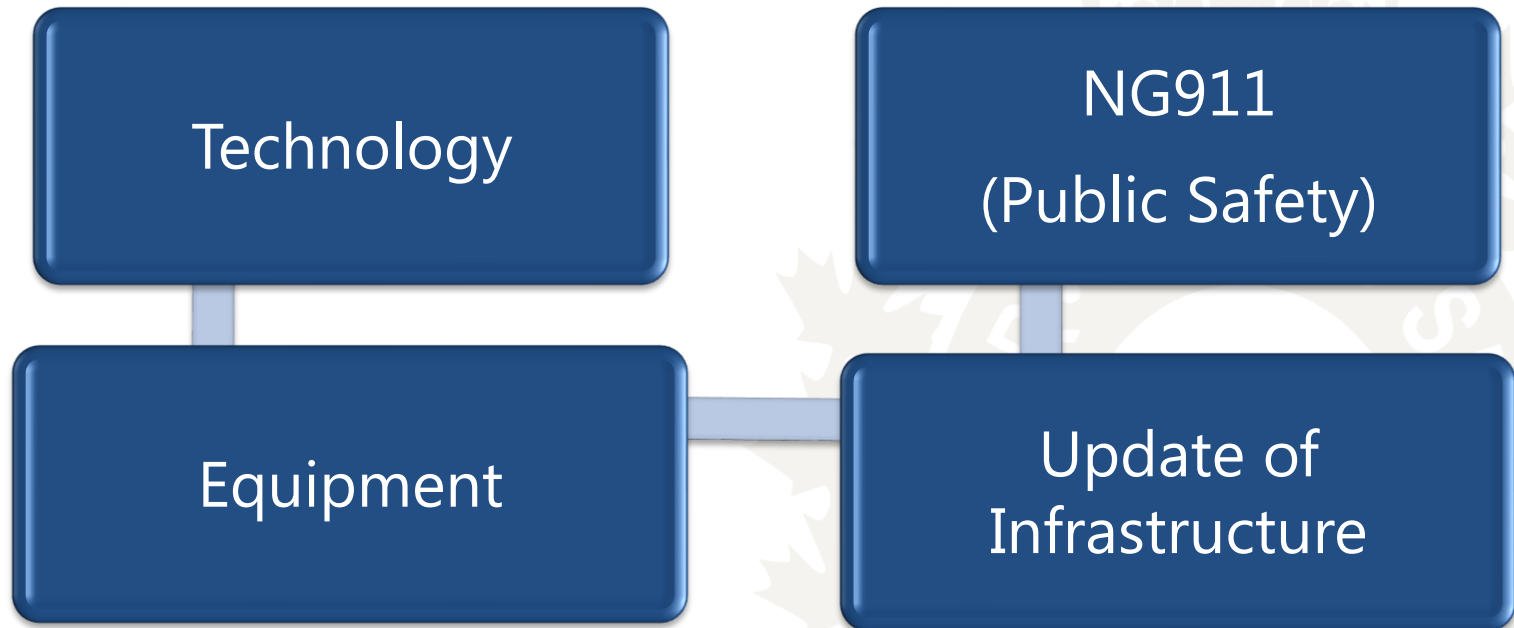 Technology
Equipment
Update of
Infrastructure
NG911
(Public Safety)